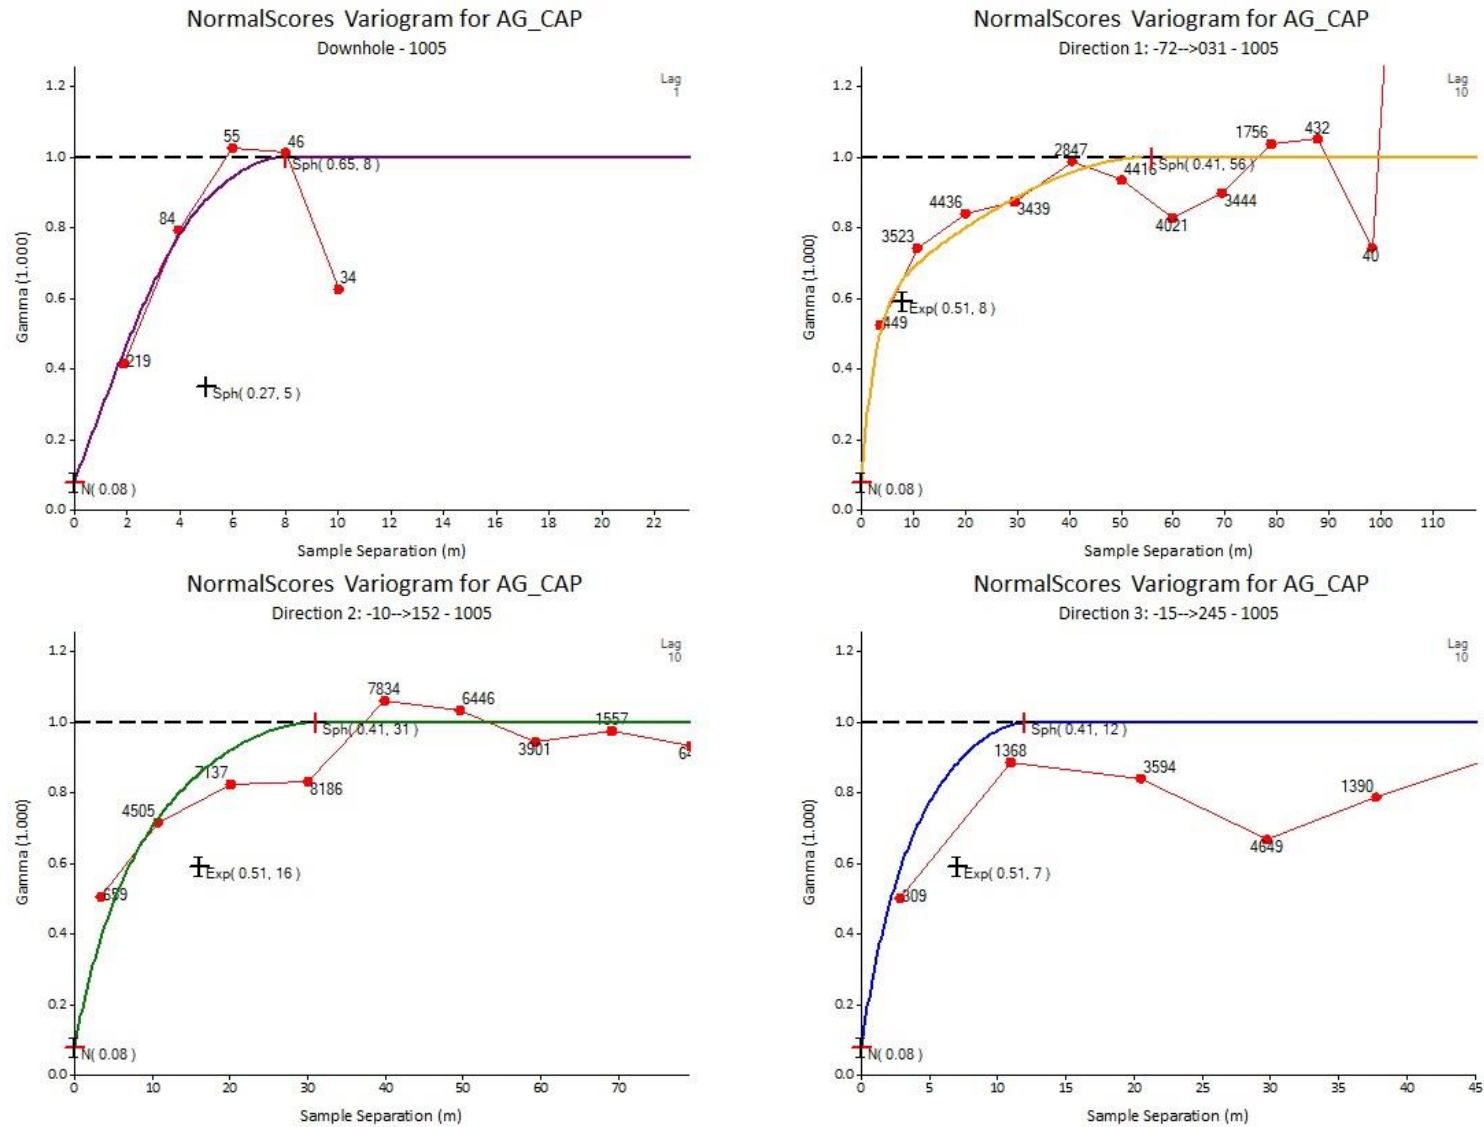 NormalScores Variogram for AG_CAP
Downhole - 1005
Lag
1
Gamma (1.000)
1.2
1.0
0.8
0.6
0.4
0.2
0.0
55
46
Sph( 0.65, 8 )
84
34
219
Sph( 0.27, 5 )
N( 0.08 )
0 2 4 6 8 10 12 14 16 18 20 22
Sample Separation (m)
NormalScores Variogram for AG_CAP
Direction 1: -72-->031 - 1005
Lag
10
Gamma (1.000)
1.2
1.0
0.8
0.6
0.4
0.2
0.0
2847
1756
432
4416
Sph( 0.41, 56 )
4436
3439
3444
3523
4021
40
449
Exp( 0.51, 8 )
N( 0.08 )
0 10 20 30 40 50 60 70 80 90 100 110
Sample Separation (m)
NormalScores Variogram for AG_CAP
Direction 2: -10-->152 - 1005
Lag
10
Gamma (1.000)
1.2
1.0
0.8
0.6
0.4
0.2
0.0
7834
6446
Sph( 0.41, 31 )
1557
3901
7137
8186
4505
659
Exp( 0.51, 16 )
N( 0.08 )
0 10 20 30 40 50 60 70
Sample Separation (m)
NormalScores Variogram for AG_CAP
Direction 3: -15-->245 - 1005
Lag
10
Gamma (1.000)
1.2
1.0
0.8
0.6
0.4
0.2
0.0
Sph( 0.41, 12 )
1368
3594
1390
4649
309
Exp( 0.51, 7 )
N( 0.08 )
0 5 10 15 20 25 30 35 40 45
Sample Separation (m)